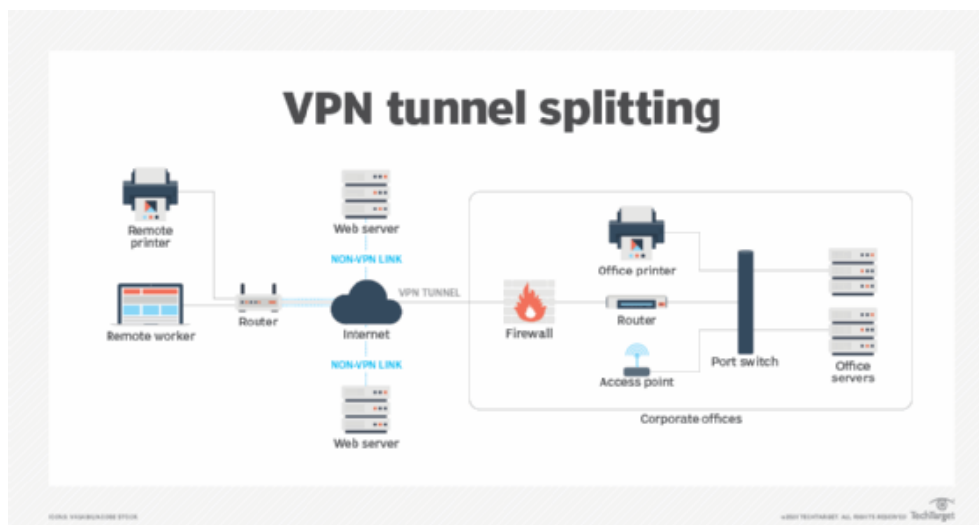 VPN tunnel splitting
Remote
printer
Web server
NON-VPN LINK
Office printer
VPN TUNNEL
Remote worker
Router
Internet
Firewall
Router
NON-VPN LINK
Port switch
Access point
Office
servers
Web server
Corporate offices
TechTarget